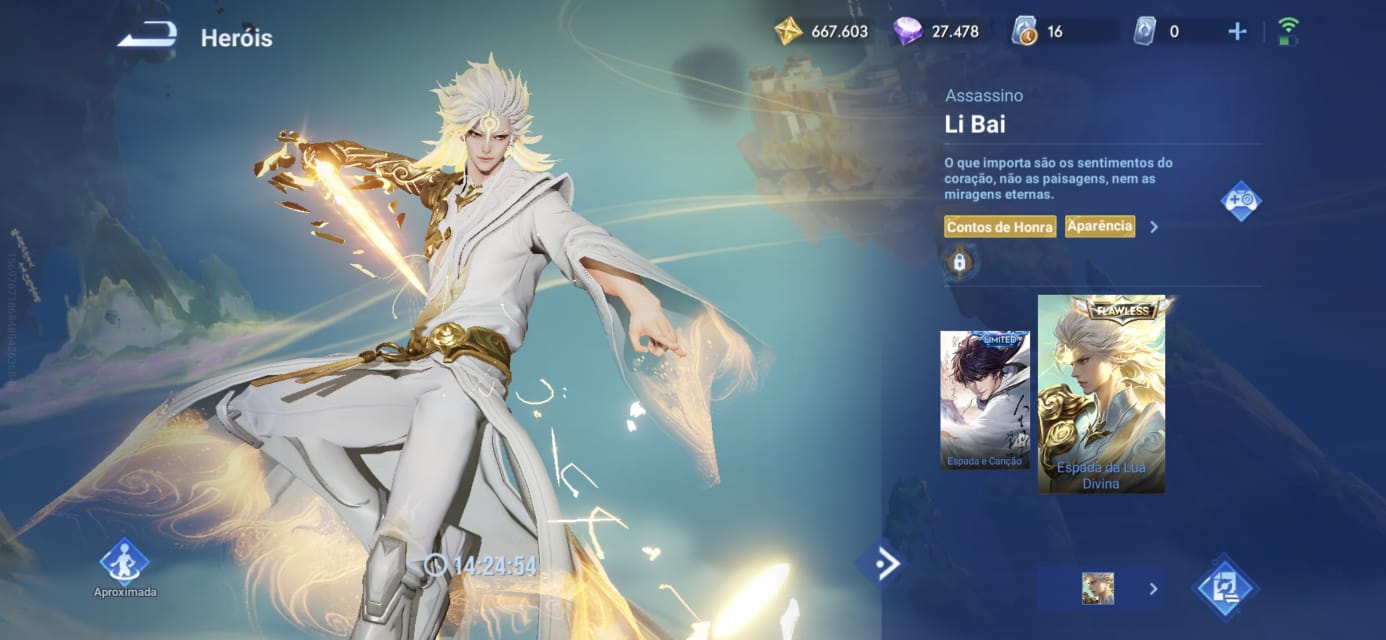 Heróis
667.603
27.478
16
0
Assassino
Li Bai
O que importa são os sentimentos do
coração, não as paisagens, nem as
miragens eternas.
Contos de Honra
Aparência
LIMITED
FLAWLESS
Espada e Canção
Espada da Lua
Divina
14:24:54
Aproximada